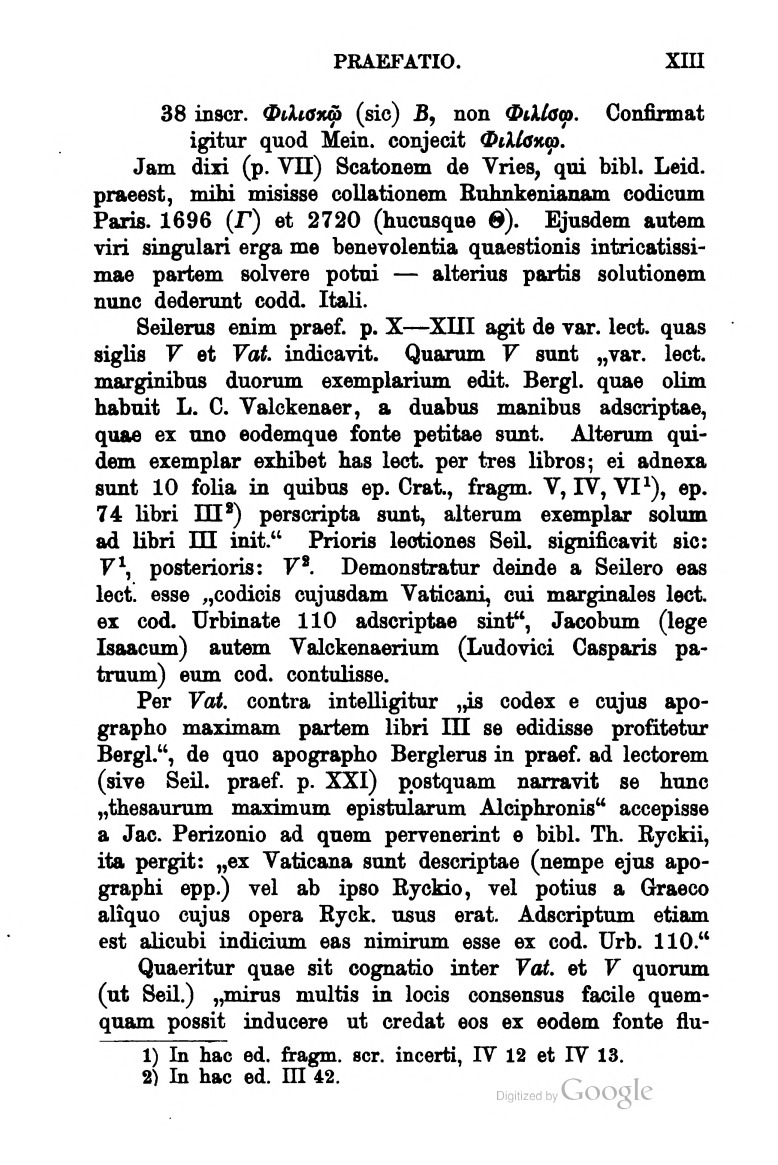 PRAEFATIO. XIII
38 inscr. Φιλισκῷ (sic) B, non Φιλίσῳ. Confirmat
igitur quod Mein. conjecit Φιλίσκῳ.
Jam dixi (p. VII) Scatonem de Vries, qui bibl. Leid.
praeest, mihi misisse collationem Ruhnkenianam codicum
Paris. 1696 (Γ) et 2720 (hucusque Θ). Ejusdem autem
viri singulari erga me benevolentia quaestionis intricatissi-
mae partem solvere potui — alterius partis solutionem
nunc dederunt codd. Itali.
Seilerus enim praef. p. X—XIII agit de var. lect. quas
siglis V et Vat. indicavit. Quarum V sunt „var. lect.
marginibus duorum exemplarium edit. Bergl. quae olim
habuit L. C. Valckenaer, a duabus manibus adscriptae,
quae ex uno eodemque fonte petitae sunt. Alterum qui-
dem exemplar exhibet has lect. per tres libros; ei adnexa
sunt 10 folia in quibus ep. Crat., fragm. V, IV, VI¹), ep.
74 libri III²) perscripta sunt, alterum exemplar solum
ad libri III init.“ Prioris lectiones Seil. significavit sic:
V¹, posterioris: V². Demonstratur deinde a Seilero eas
lect. esse „codicis cujusdam Vaticani, cui marginales lect.
ex cod. Urbinate 110 adscriptae sint“, Jacobum (lege
Isaacum) autem Valckenaerium (Ludovici Casparis pa-
truum) eum cod. contulisse.
Per Vat. contra intelligitur „is codex e cujus apo-
grapho maximam partem libri III se edidisse profitetur
Bergl.“, de quo apographo Berglerus in praef. ad lectorem
(sive Seil. praef. p. XXI) postquam narravit se hunc
„thesaurum maximum epistularum Alciphronis“ accepisse
a Jac. Perizonio ad quem pervenerint e bibl. Th. Ryckii,
ita pergit: „ex Vaticana sunt descriptae (nempe ejus apo-
graphi epp.) vel ab ipso Ryckio, vel potius a Graeco
alîquo cujus opera Ryck. usus erat. Adscriptum etiam
est alicubi indicium eas nimirum esse ex cod. Urb. 110.“
Quaeritur quae sit cognatio inter Vat. et V quorum
(ut Seil.) „mirus multis in locis consensus facile quem-
quam possit inducere ut credat eos ex eodem fonte flu-
1) In hac ed. fragm. scr. incerti, IV 12 et IV 13.
2) In hac ed. III 42.
Digitized by Google